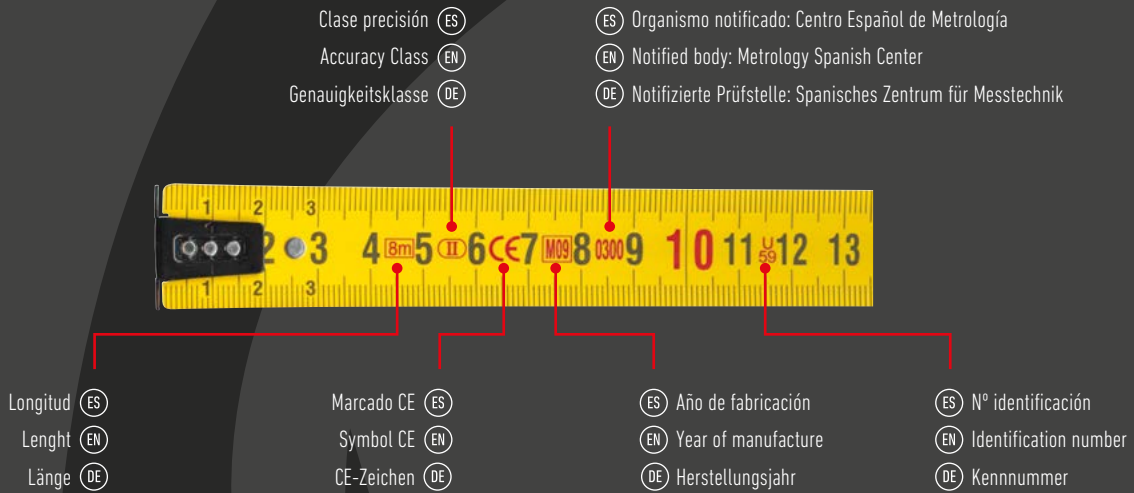 Clase precisión ES
Accuracy Class EN
Genauigkeitsklasse DE
ES Organismo notificado: Centro Español de Metrología
EN Notified body: Metrology Spanish Center
DE Notifizierte Prüfstelle: Spanisches Zentrum für Messtechnik
1 2 3
2 3 4 8m 5 II 6 CE 7 M09 8 0300 9 10 11 U 59 12 13
1 2 3
Longitud ES
Lenght EN
Länge DE
Marcado CE ES
Symbol CE EN
CE-Zeichen DE
ES Año de fabricación
EN Year of manufacture
DE Herstellungsjahr
ES Nº identificación
EN Identification number
DE Kennnummer